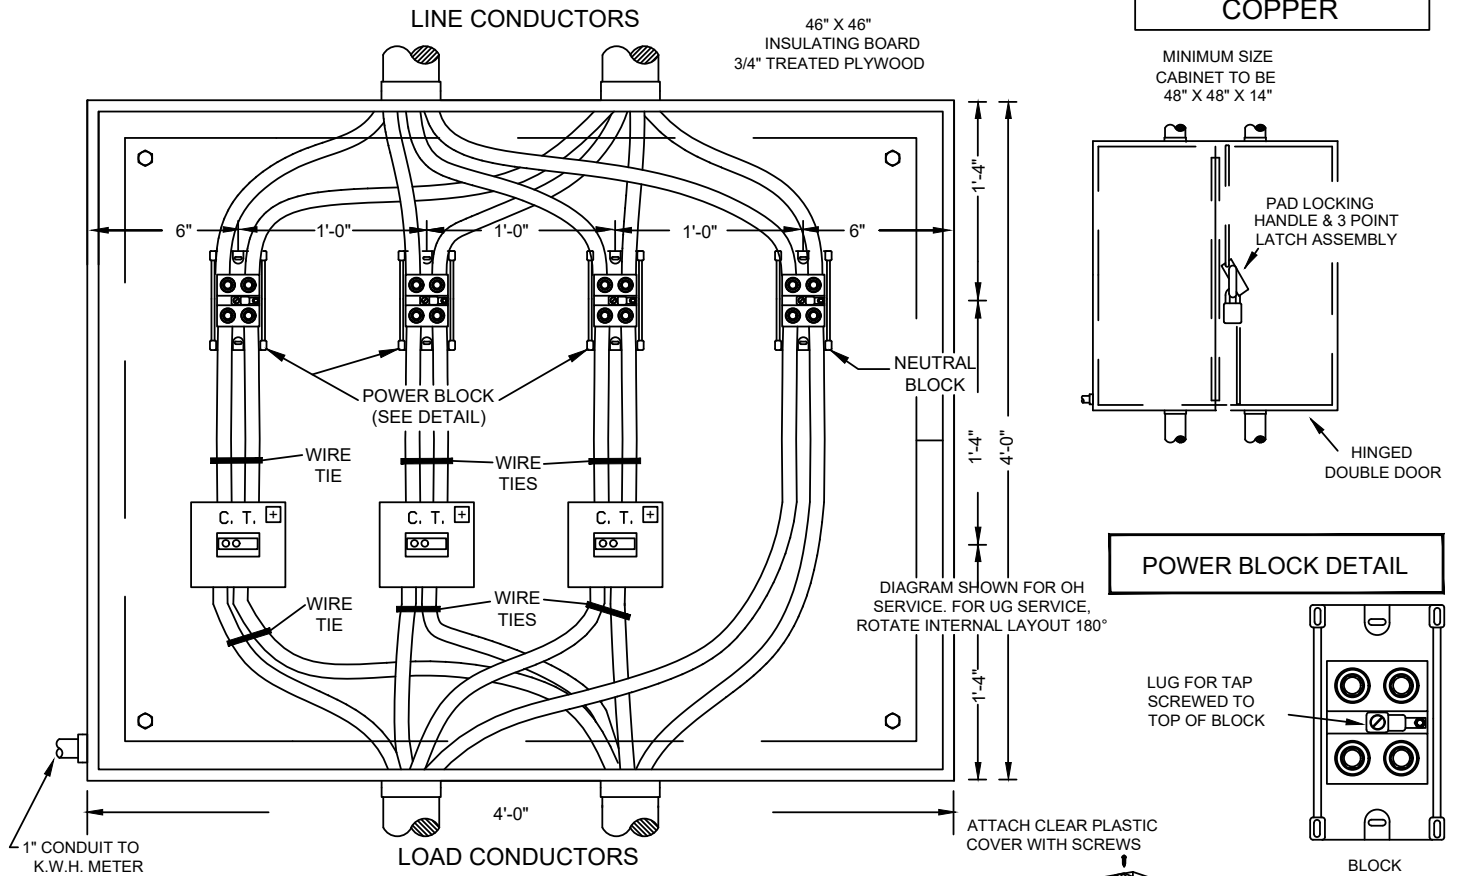 LINE CONDUCTORS
46" X 46"
INSULATING BOARD
3/4" TREATED PLYWOOD
COPPER
MINIMUM SIZE
CABINET TO BE
48" X 48" X 14"
PAD LOCKING
HANDLE & 3 POINT
LATCH ASSEMBLY
6"
1'-0"
1'-0"
1'-0"
6"
1'-4"
NEUTRAL
BLOCK
POWER BLOCK
(SEE DETAIL)
1'-4"
4'-0"
HINGED
DOUBLE DOOR
WIRE
TIE
WIRE
TIES
C. T. +
C. T. +
C. T. +
POWER BLOCK DETAIL
DIAGRAM SHOWN FOR OH
SERVICE. FOR UG SERVICE,
ROTATE INTERNAL LAYOUT 180°
WIRE
TIE
WIRE
TIES
1'-4"
LUG FOR TAP
SCREWED TO
TOP OF BLOCK
4'-0"
1" CONDUIT TO
K.W.H. METER
LOAD CONDUCTORS
ATTACH CLEAR PLASTIC
COVER WITH SCREWS
BLOCK